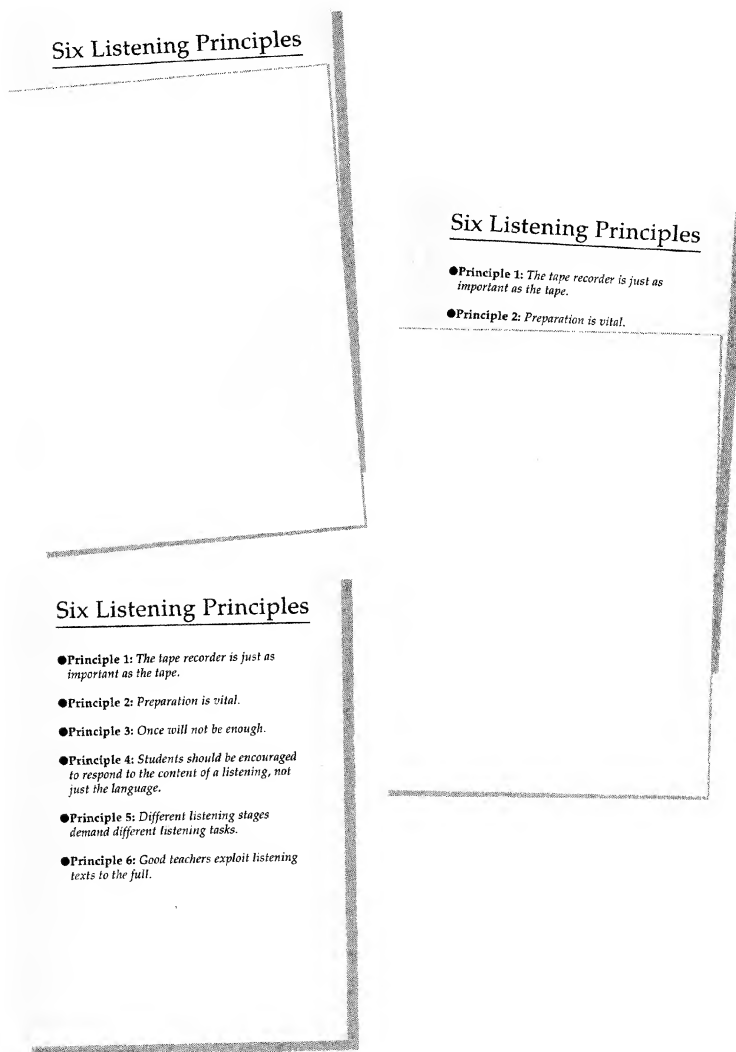 Six Listening Principles
Six Listening Principles
●Principle 1: The tape recorder is just as
important as the tape.
●Principle 2: Preparation is vital.
Six Listening Principles
●Principle 1: The tape recorder is just as
important as the tape.
●Principle 2: Preparation is vital.
●Principle 3: Once will not be enough.
●Principle 4: Students should be encouraged
to respond to the content of a listening, not
just the language.
●Principle 5: Different listening stages
demand different listening tasks.
●Principle 6: Good teachers exploit listening
texts to the full.